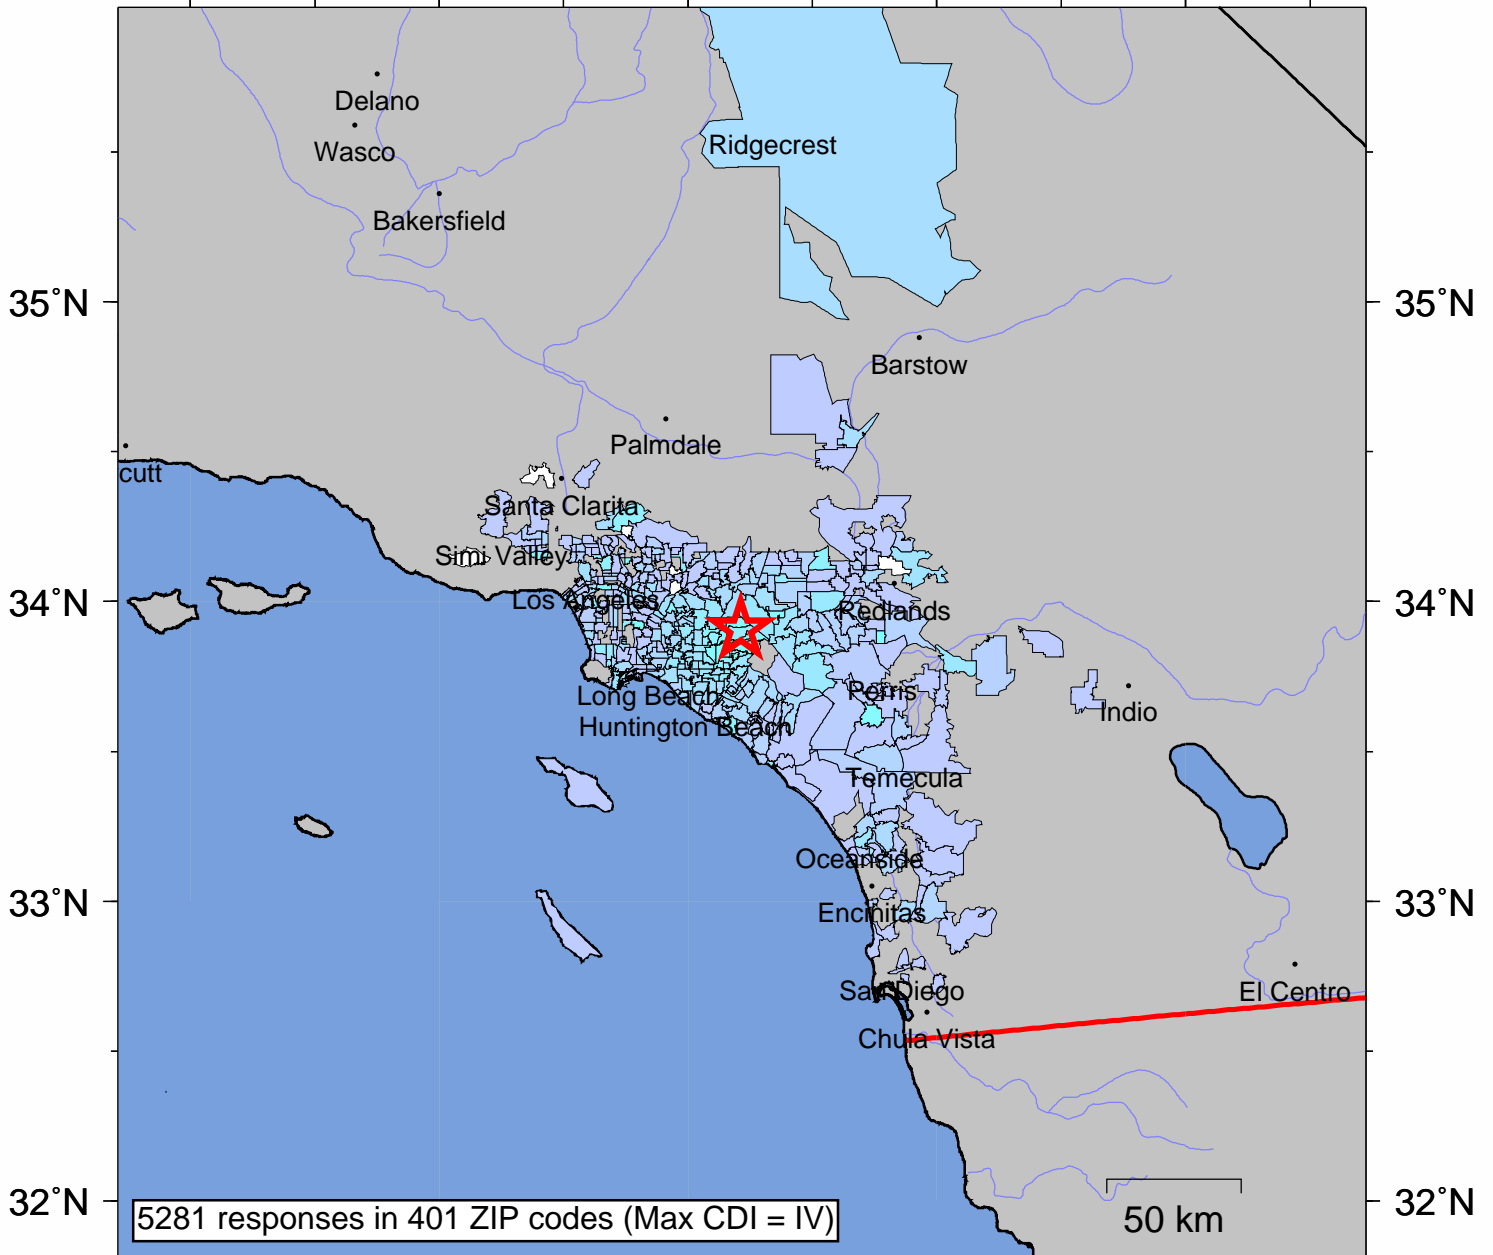 Delano
Wasco
Ridgecrest
Bakersfield
35˚N
35˚N
Barstow
Palmdale
cutt
Santa Clarita
Simi Valley
34˚N
Los Angeles
Redlands
34˚N
Long Beach
Perris
Indio
Huntington Beach
Temecula
Oceanside
33˚N
Encinitas
33˚N
San Diego
El Centro
Chula Vista
32˚N
32˚N
5281 responses in 401 ZIP codes (Max CDI = IV)
50 km